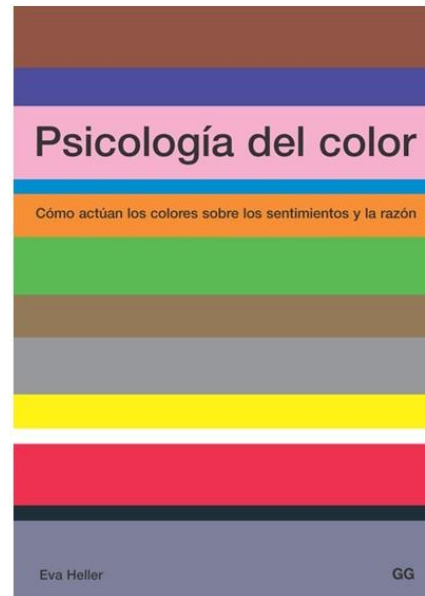 Psicología del color
Cómo actúan los colores sobre los sentimientos y la razón
Eva Heller
GG